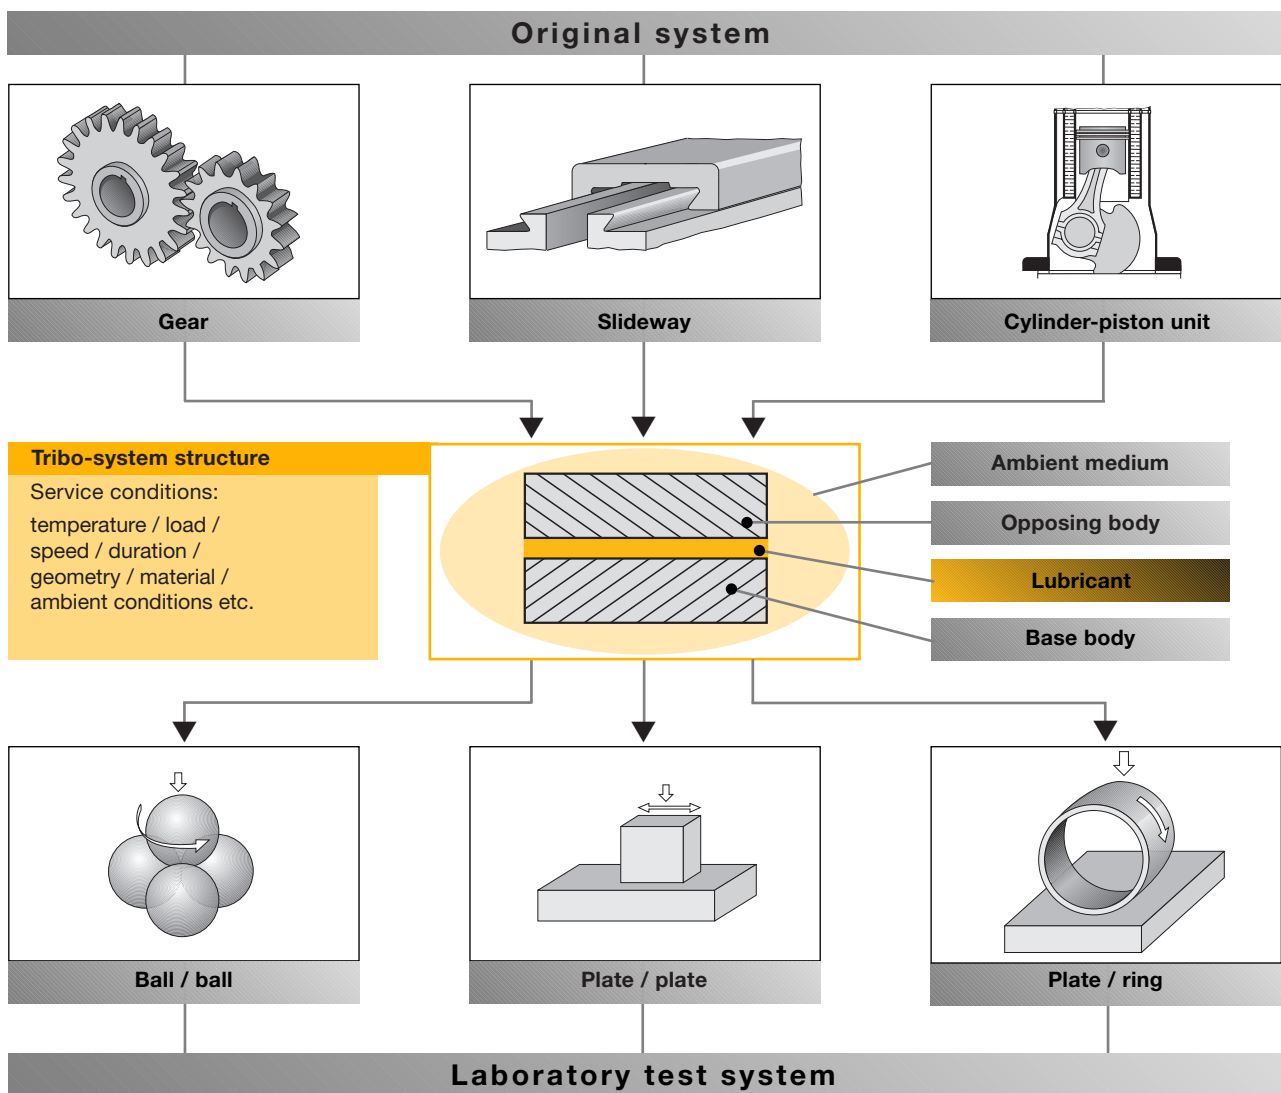 Original system
Gear
Slideway
Cylinder-piston unit
Tribo-system structure
Service conditions:
temperature / load /
speed / duration /
geometry / material /
ambient conditions etc.
Ambient medium
Opposing body
Lubricant
Base body
Ball / ball
Plate / plate
Plate / ring
Laboratory test system